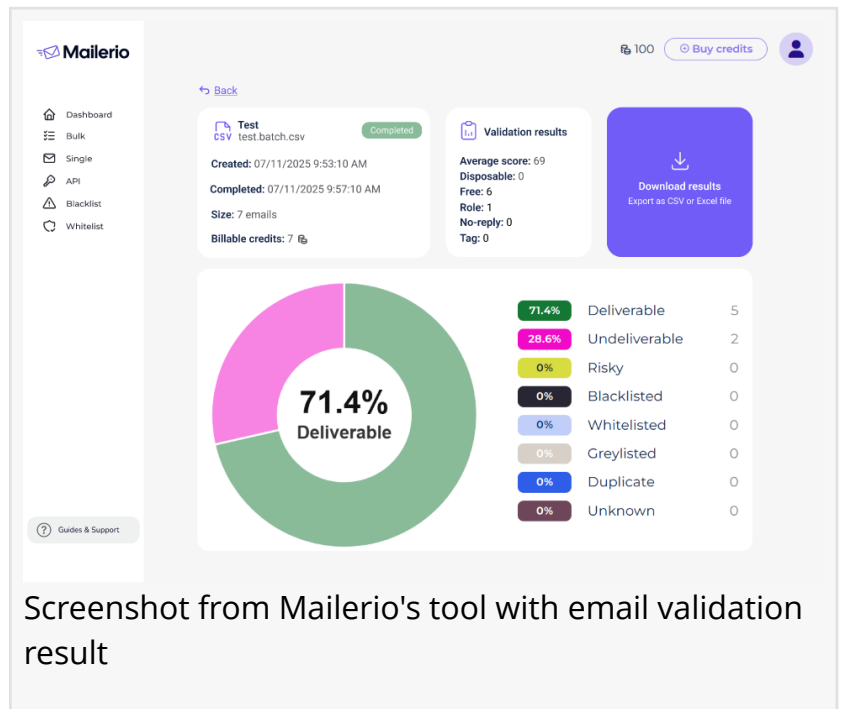 Mailerio
100
Buy credits
Back
Dashboard
Bulk
Single
API
Blacklist
Whitelist
Guides & Support
CSV
Test
test.batch.csv
Completed
Created: 07/11/2025 9:53:10 AM
Completed: 07/11/2025 9:57:10 AM
Size: 7 emails
Billable credits: 7
Validation results
Average score: 69
Disposable: 0
Free: 6
Role: 1
No-reply: 0
Tag: 0
Download results
Export as CSV or Excel file
71.4%
Deliverable
71.4% Deliverable 5
28.6% Undeliverable 2
0% Risky 0
0% Blacklisted 0
0% Whitelisted 0
0% Greylisted 0
0% Duplicate 0
0% Unknown 0
Screenshot from Mailerio's tool with email validation
result